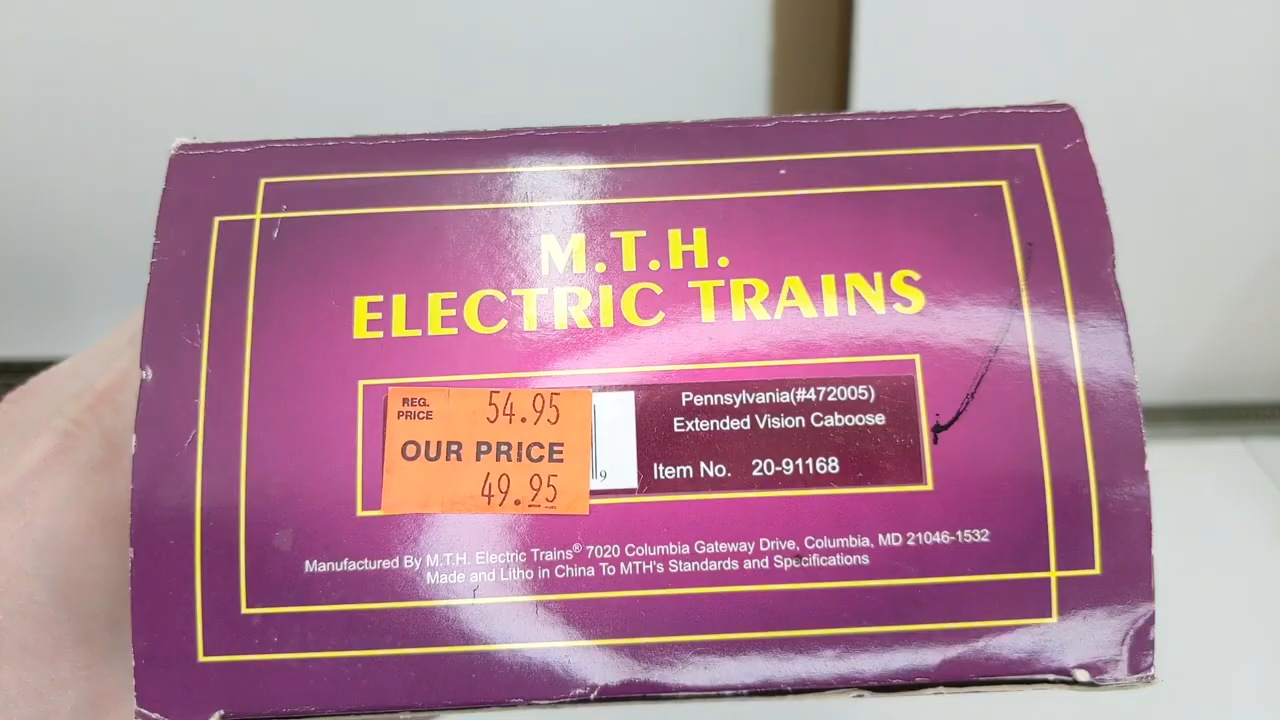 M.T.H.
ELECTRIC TRAINS
REG.
PRICE
54.95
OUR PRICE
49.95
9
Pennsylvania(#472005)
Extended Vision Caboose
Item No. 20-91168
Manufactured By M.T.H. Electric Trains® 7020 Columbia Gateway Drive, Columbia, MD 21046-1532
Made and Litho in China To MTH's Standards and Specifications